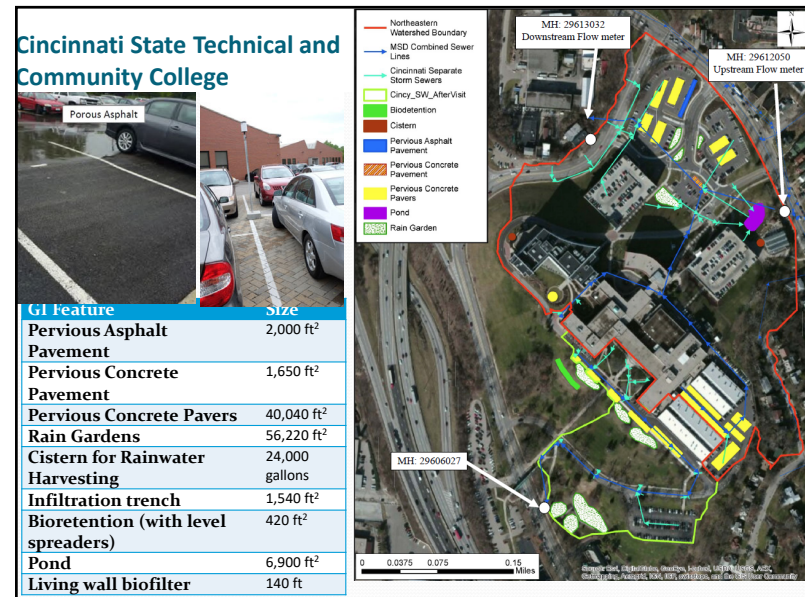 Cincinnati State Technical and
Community College
Porous Asphalt
GI Feature Size
Pervious Asphalt
Pavement
2,000 ft²
Pervious Concrete
Pavement
1,650 ft²
Pervious Concrete Pavers 40,040 ft²
Rain Gardens 56,220 ft²
Cistern for Rainwater
Harvesting
24,000
gallons
Infiltration trench 1,540 ft²
Bioretention (with level
spreaders)
420 ft²
Pond 6,900 ft²
Living wall biofilter 140 ft
Northeastern
Watershed Boundary
MSD Combined Sewer
Lines
Cincinnati Separate
Storm Sewers
Cincy_SW_AfterVisit
Biodetention
Cistern
Pervious Asphalt
Pavement
Pervious Concrete
Pavement
Pervious Concrete
Pavers
Pond
Rain Garden
MH: 29613032
Downstream Flow meter
N
MH: 29612050
Upstream Flow meter
MH: 29606027
0 0.0375 0.075 0.15
Miles